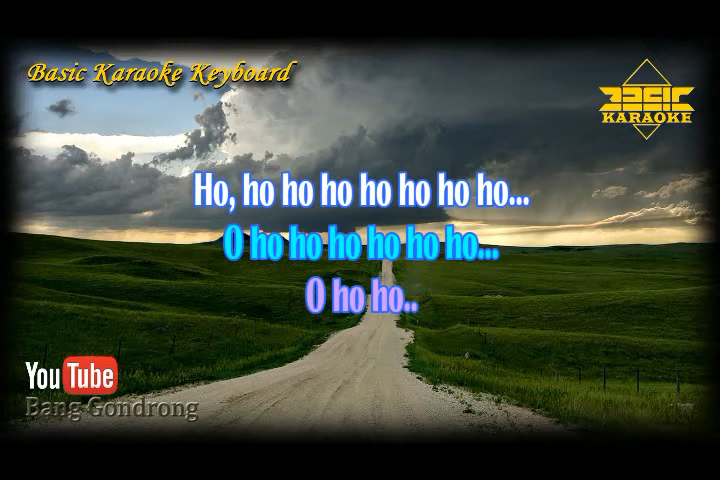 Basic Karaoke Keyboard
BASIC
KARAOKE
Ho, ho ho ho ho ho ho ho...
O ho ho ho ho ho ho...
O ho ho..
YouTube
Bang Gondrong